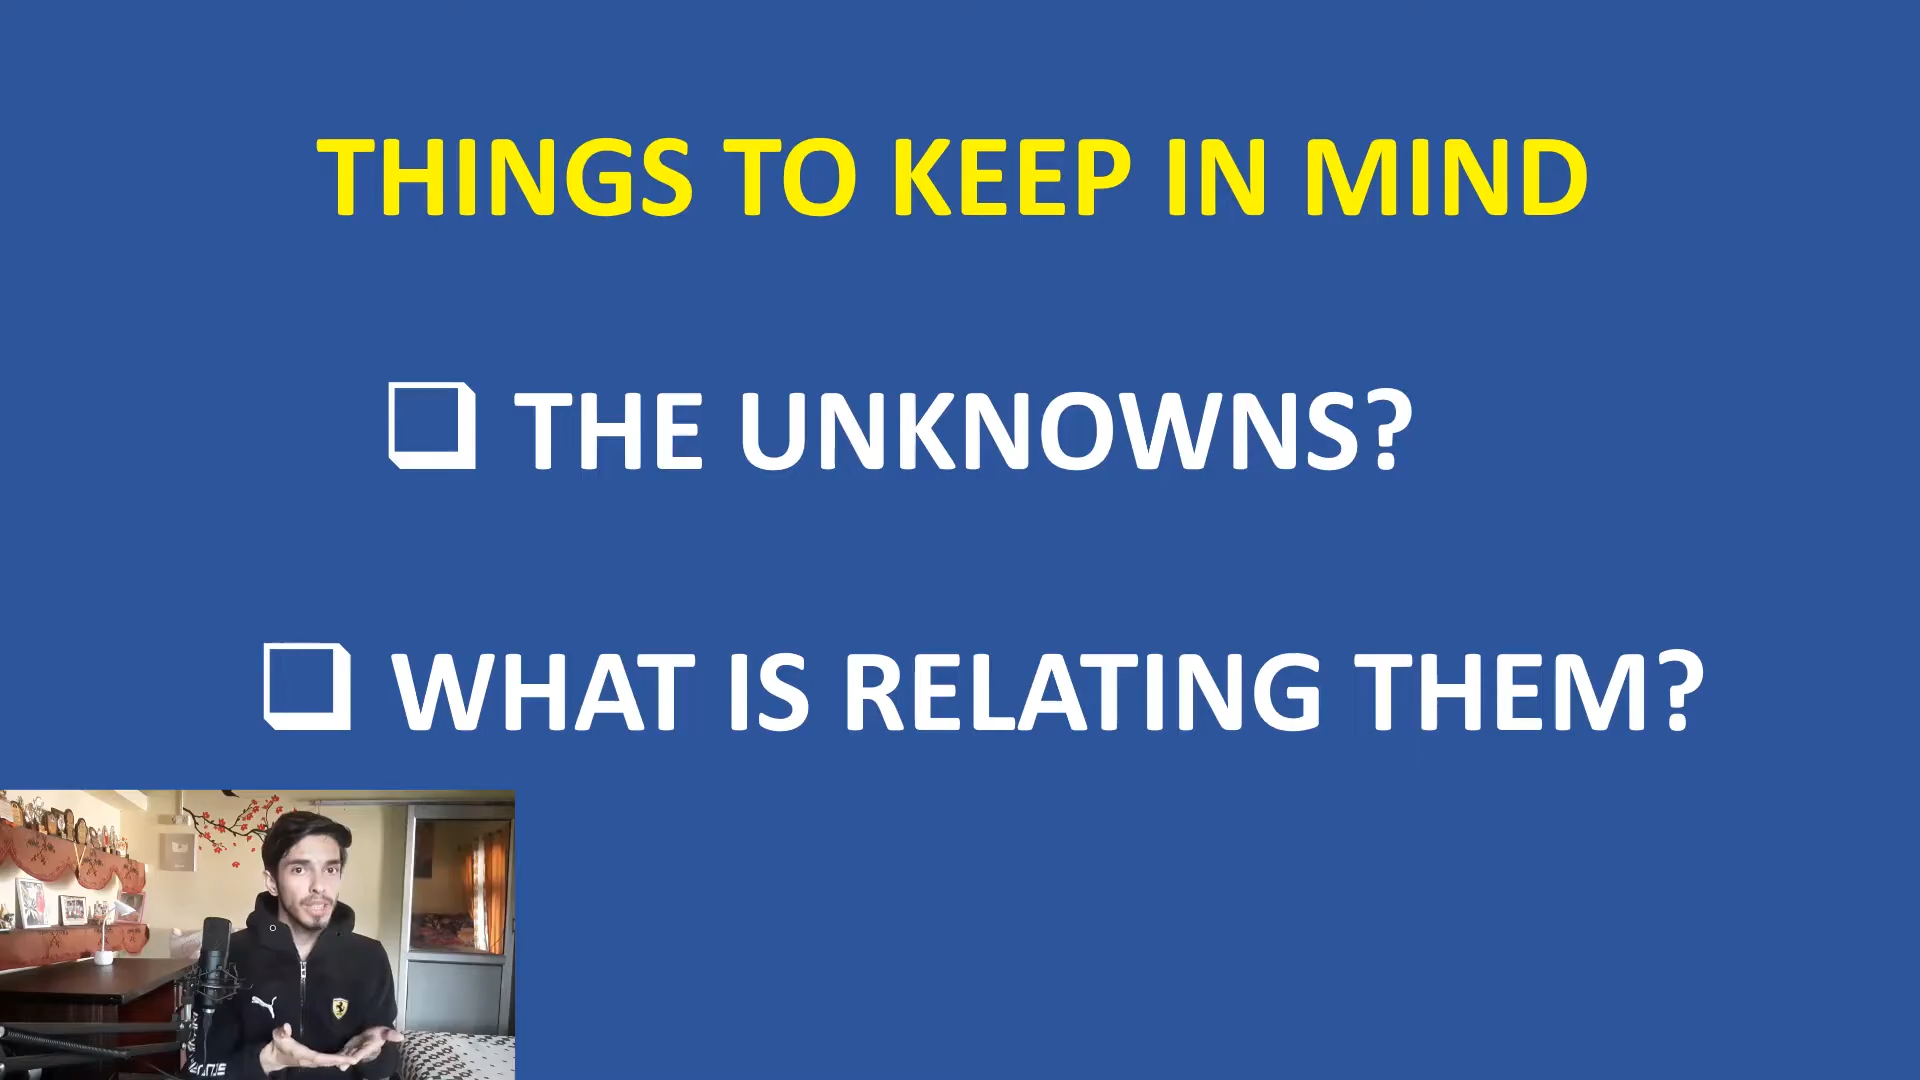 THINGS TO KEEP IN MIND
THE UNKNOWNS?
WHAT IS RELATING THEM?